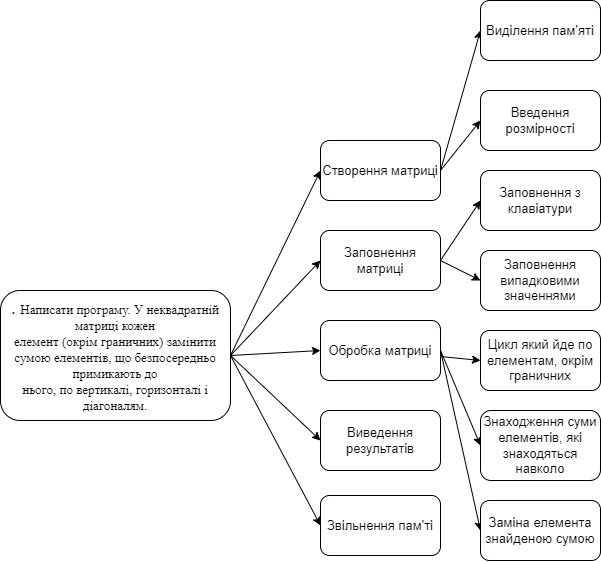 . Написати програму. У неквадратній
матриці кожен
елемент (окрім граничних) замінити
сумою елементів, що безпосередньо
примикають до
нього, по вертикалі, горизонталі і
діагоналям.
Створення матриці
Заповнення
матриці
Обробка матриці
Виведення
результатів
Звільнення пам'ті
Виділення пам'яті
Введення
розмірності
Заповнення з
клавіатури
Заповнення
випадковими
значеннями
Цикл який йде по
елементам, окрім
граничних
Знаходження суми
елементів, які
знаходяться
навколо
Заміна елемента
знайденою сумою